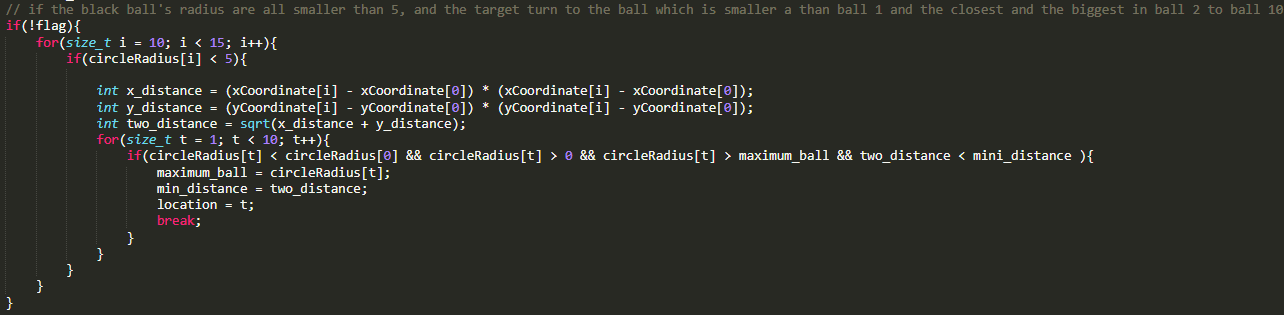 // if the black ball's radius are all smaller than 5, and the target turn to the ball which is smaller a than ball 1 and the closest and the biggest in ball 2 to ball 10
if(!flag){
    for(size_t i = 10; i < 15; i++){
        if(circleRadius[i] < 5){
            int x_distance = (xCoordinate[i] - xCoordinate[0]) * (xCoordinate[i] - xCoordinate[0]);
            int y_distance = (yCoordinate[i] - yCoordinate[0]) * (yCoordinate[i] - yCoordinate[0]);
            int two_distance = sqrt(x_distance + y_distance);
            for(size_t t = 1; t < 10; t++){
                if(circleRadius[t] < circleRadius[0] && circleRadius[t] > 0 && circleRadius[t] > maximum_ball && two_distance < mini_distance ){
                    maximum_ball = circleRadius[t];
                    min_distance = two_distance;
                    location = t;
                    break;
                }
            }
        }
    }
}